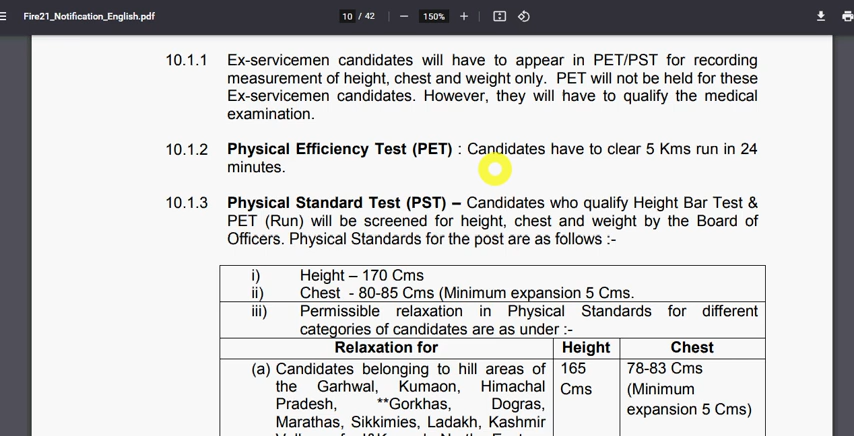 Fire21_Notification_English.pdf
10 / 42
150%
10.1.1 Ex-servicemen candidates will have to appear in PET/PST for recording
measurement of height, chest and weight only. PET will not be held for these
Ex-servicemen candidates. However, they will have to qualify the medical
examination.
10.1.2 Physical Efficiency Test (PET) : Candidates have to clear 5 Kms run in 24
minutes.
10.1.3 Physical Standard Test (PST) – Candidates who qualify Height Bar Test &
PET (Run) will be screened for height, chest and weight by the Board of
Officers. Physical Standards for the post are as follows :-
i) Height – 170 Cms
ii) Chest - 80-85 Cms (Minimum expansion 5 Cms.
iii) Permissible relaxation in Physical Standards for different
categories of candidates are as under :-
Relaxation for Height Chest
(a) Candidates belonging to hill areas of
the Garhwal, Kumaon, Himachal
Pradesh, **Gorkhas, Dogras,
Marathas, Sikkimies, Ladakh, Kashmir
165
Cms
78-83 Cms
(Minimum
expansion 5 Cms)